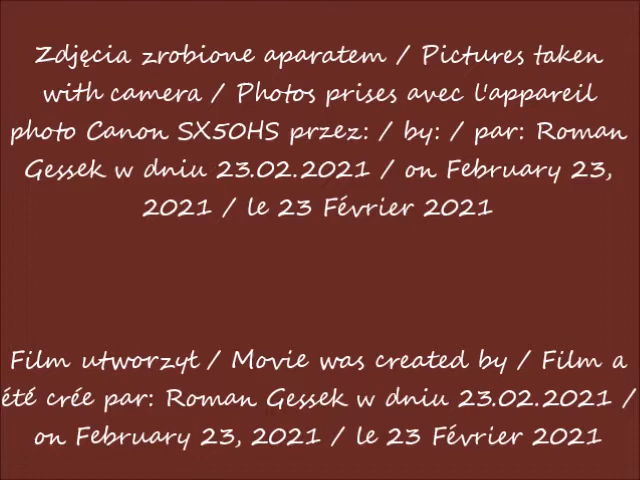 Zdjęcia zrobione aparatem / Pictures taken
with camera / Photos prises avec l'appareil
photo Canon SX50HS przez: / by: / par: Roman
Gessek w dniu 23.02.2021 / on February 23,
2021 / le 23 Février 2021
Film utworzył / Movie was created by / Film a
été crée par: Roman Gessek w dniu 23.02.2021 /
on February 23, 2021 / le 23 Février 2021